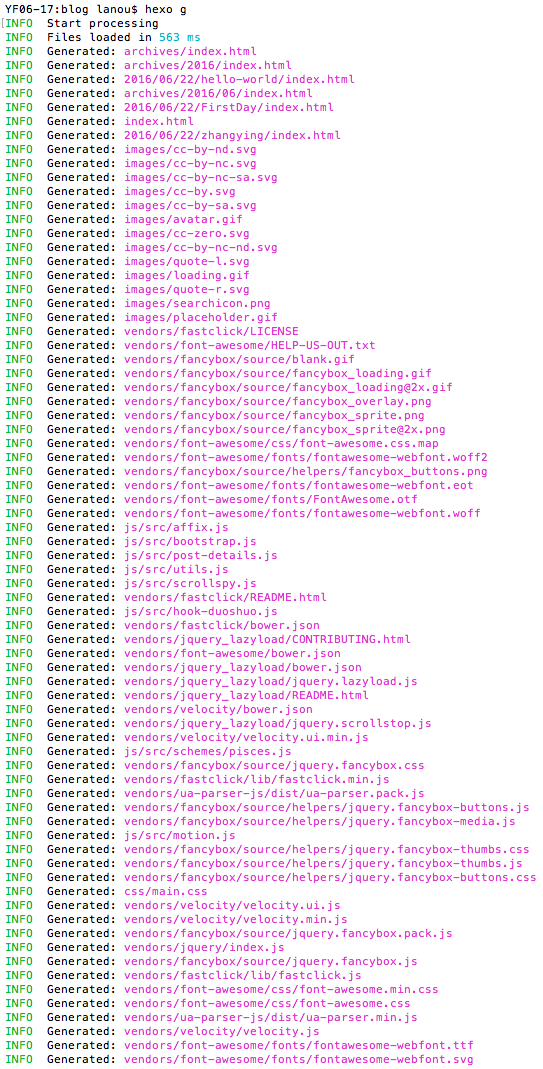 YF06-17:blog lanou$ hexo g
INFO  Start processing
INFO  Files loaded in 563 ms
INFO  Generated: archives/index.html
INFO  Generated: archives/2016/index.html
INFO  Generated: 2016/06/22/hello-world/index.html
INFO  Generated: archives/2016/06/index.html
INFO  Generated: 2016/06/22/FirstDay/index.html
INFO  Generated: index.html
INFO  Generated: 2016/06/22/zhangying/index.html
INFO  Generated: images/cc-by-nd.svg
INFO  Generated: images/cc-by-nc.svg
INFO  Generated: images/cc-by-nc-sa.svg
INFO  Generated: images/cc-by.svg
INFO  Generated: images/cc-by-sa.svg
INFO  Generated: images/avatar.gif
INFO  Generated: images/cc-zero.svg
INFO  Generated: images/cc-by-nc-nd.svg
INFO  Generated: images/quote-l.svg
INFO  Generated: images/loading.gif
INFO  Generated: images/quote-r.svg
INFO  Generated: images/searchicon.png
INFO  Generated: images/placeholder.gif
INFO  Generated: vendors/fastclick/LICENSE
INFO  Generated: vendors/font-awesome/HELP-US-OUT.txt
INFO  Generated: vendors/fancybox/source/blank.gif
INFO  Generated: vendors/fancybox/source/fancybox_loading.gif
INFO  Generated: vendors/fancybox/source/fancybox_loading@2x.gif
INFO  Generated: vendors/fancybox/source/fancybox_overlay.png
INFO  Generated: vendors/fancybox/source/fancybox_sprite.png
INFO  Generated: vendors/fancybox/source/fancybox_sprite@2x.png
INFO  Generated: vendors/font-awesome/css/font-awesome.css.map
INFO  Generated: vendors/font-awesome/fonts/fontawesome-webfont.woff2
INFO  Generated: vendors/fancybox/source/helpers/fancybox_buttons.png
INFO  Generated: vendors/font-awesome/fonts/fontawesome-webfont.eot
INFO  Generated: vendors/font-awesome/fonts/FontAwesome.otf
INFO  Generated: vendors/font-awesome/fonts/fontawesome-webfont.woff
INFO  Generated: js/src/affix.js
INFO  Generated: js/src/bootstrap.js
INFO  Generated: js/src/post-details.js
INFO  Generated: js/src/utils.js
INFO  Generated: js/src/scrollspy.js
INFO  Generated: vendors/fastclick/README.html
INFO  Generated: js/src/hook-duoshuo.js
INFO  Generated: vendors/fastclick/bower.json
INFO  Generated: vendors/jquery_lazyload/CONTRIBUTING.html
INFO  Generated: vendors/font-awesome/bower.json
INFO  Generated: vendors/jquery_lazyload/bower.json
INFO  Generated: vendors/jquery_lazyload/jquery.lazyload.js
INFO  Generated: vendors/jquery_lazyload/README.html
INFO  Generated: vendors/velocity/bower.json
INFO  Generated: vendors/jquery_lazyload/jquery.scrollstop.js
INFO  Generated: vendors/velocity/velocity.ui.min.js
INFO  Generated: js/src/schemes/pisces.js
INFO  Generated: vendors/fancybox/source/jquery.fancybox.css
INFO  Generated: vendors/fastclick/lib/fastclick.min.js
INFO  Generated: vendors/ua-parser-js/dist/ua-parser.pack.js
INFO  Generated: vendors/fancybox/source/helpers/jquery.fancybox-buttons.js
INFO  Generated: vendors/fancybox/source/helpers/jquery.fancybox-media.js
INFO  Generated: js/src/motion.js
INFO  Generated: vendors/fancybox/source/helpers/jquery.fancybox-thumbs.css
INFO  Generated: vendors/fancybox/source/helpers/jquery.fancybox-thumbs.js
INFO  Generated: vendors/fancybox/source/helpers/jquery.fancybox-buttons.css
INFO  Generated: css/main.css
INFO  Generated: vendors/velocity/velocity.ui.js
INFO  Generated: vendors/velocity/velocity.min.js
INFO  Generated: vendors/fancybox/source/jquery.fancybox.pack.js
INFO  Generated: vendors/jquery/index.js
INFO  Generated: vendors/fancybox/source/jquery.fancybox.js
INFO  Generated: vendors/fastclick/lib/fastclick.js
INFO  Generated: vendors/font-awesome/css/font-awesome.min.css
INFO  Generated: vendors/font-awesome/css/font-awesome.css
INFO  Generated: vendors/ua-parser-js/dist/ua-parser.min.js
INFO  Generated: vendors/velocity/velocity.js
INFO  Generated: vendors/font-awesome/fonts/fontawesome-webfont.ttf
INFO  Generated: vendors/font-awesome/fonts/fontawesome-webfont.svg